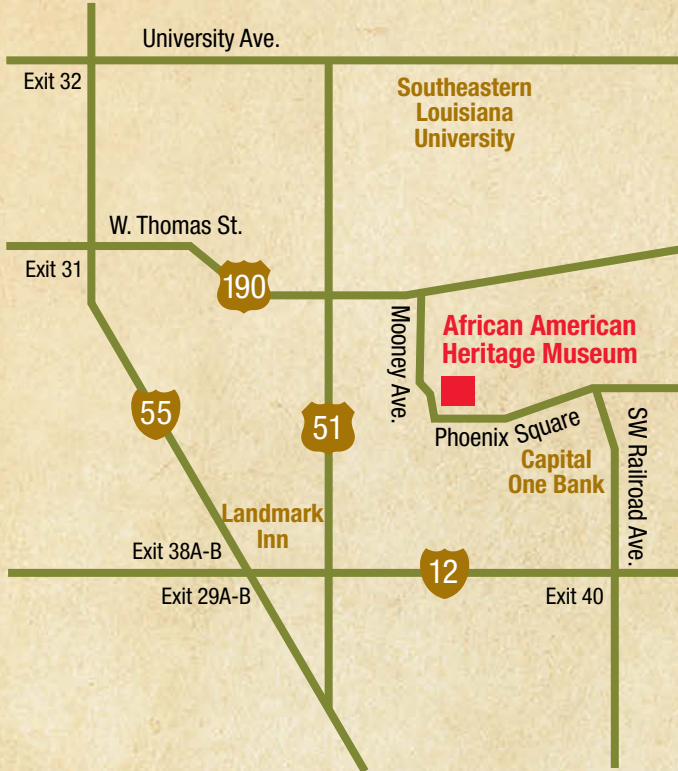 University Ave.
Exit 32
Southeastern
Louisiana
University
W. Thomas St.
Exit 31
190
Mooney Ave.
African American
Heritage Museum
55
51
Phoenix Square
SW Railroad Ave.
Capital
One Bank
Landmark
Inn
Exit 38A-B
12
Exit 29A-B
Exit 40